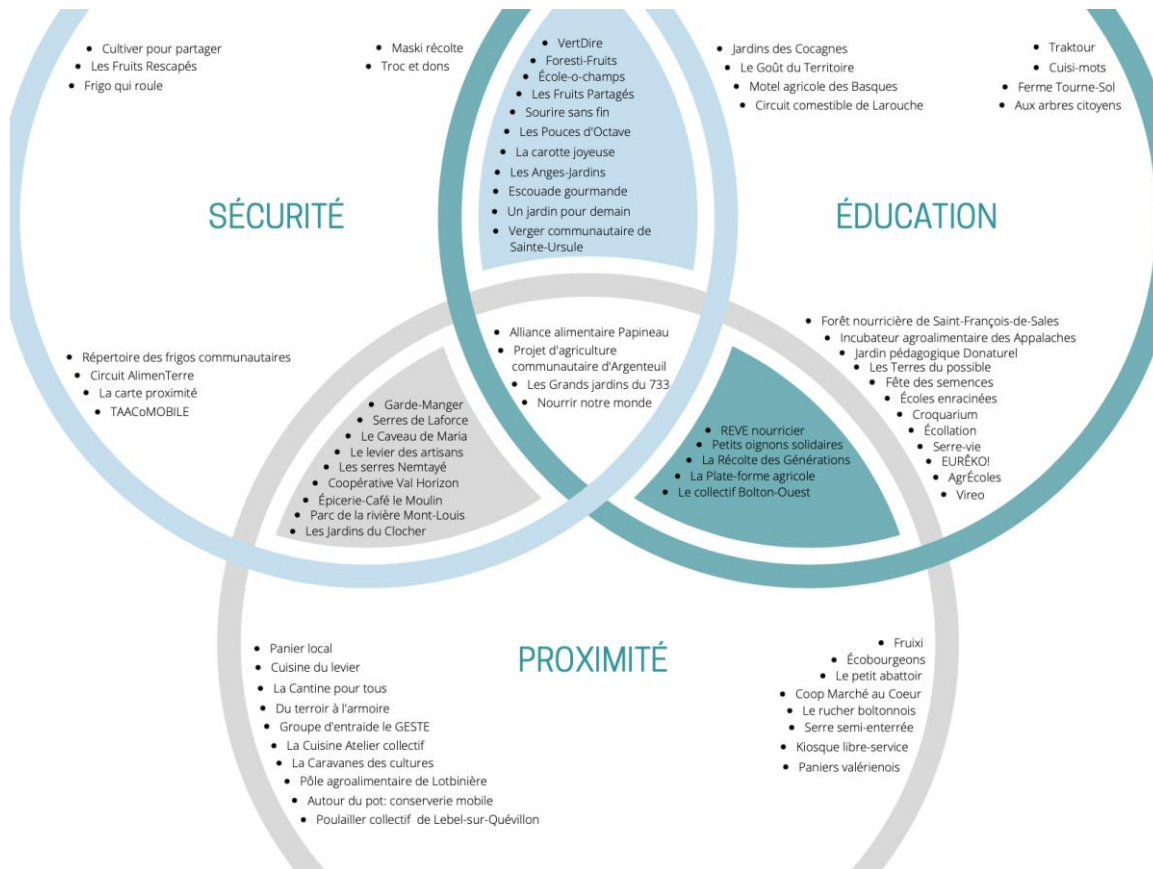 Cultiver pour partager
Les Fruits Rescapés
Frigo qui roule
Maski récolte
Troc et dons
VertDire
Foresti-Fruits
École-o-champs
Les Fruits Partagés
Sourire sans fin
Les Pouces d'Octave
La carotte joyeuse
Les Anges-Jardins
Escouade gourmande
Un jardin pour demain
Verger communautaire de
Sainte-Ursule
Jardins des Cocagnes
Le Goût du Territoire
Motel agricole des Basques
Circuit comestible de Larouche
Traktour
Cuisi-mots
Ferme Tourne-Sol
Aux arbres citoyens
SÉCURITÉ
ÉDUCATION
Répertoire des frigos communautaires
Circuit AlimenTerre
La carte proximité
TAACoMOBILE
Alliance alimentaire Papineau
Projet d'agriculture
communautaire d'Argenteuil
Les Grands jardins du 733
Nourrir notre monde
Forêt nourricière de Saint-François-de-Sales
Incubateur agroalimentaire des Appalaches
Jardin pédagogique Donaturel
Les Terres du possible
Fête des semences
Écoles enracinées
Croquarium
Écollation
Serre-vie
EURÊKO!
AgrÉcoles
Vireo
Garde-Manger
Serres de Laforce
Le Caveau de Maria
Le levier des artisans
Les serres Nemtayé
Coopérative Val Horizon
Épicerie-Café le Moulin
Parc de la rivière Mont-Louis
Les Jardins du Clocher
REVE nourricier
Petits oignons solidaires
La Récolte des Générations
La Plate-forme agricole
Le collectif Bolton-Ouest
PROXIMITÉ
Panier local
Cuisine du levier
La Cantine pour tous
Du terroir à l'armoire
Groupe d'entraide le GESTE
La Cuisine Atelier collectif
La Caravanes des cultures
Pôle agroalimentaire de Lotbinière
Autour du pot: conserverie mobile
Poulailler collectif de Lebel-sur-Quévillon
Fruixi
Écobourgeons
Le petit abattoir
Coop Marché au Coeur
Le rucher boltonnois
Serre semi-enterrée
Kiosque libre-service
Paniers valérienois